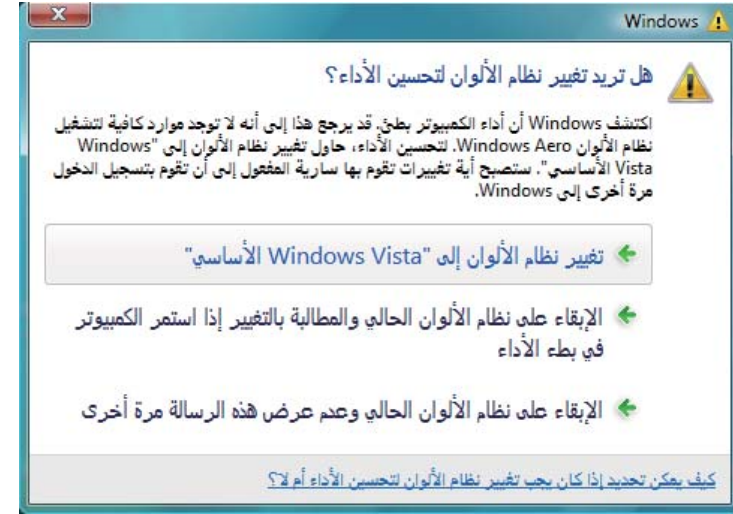 Windows
هل تريد تغيير نظام الألوان لتحسين الأداء؟
اكتشف Windows أن أداء الكمبيوتر بطئ. قد يرجع هذا إلى أنه لا توجد موارد كافية لتشغيل
نظام الألوان Windows Aero. لتحسين الأداء، حاول تغيير نظام الألوان إلى "Windows
Vista الأساسي". ستصبح أية تغييرات تقوم بها سارية المفعول إلى أن تقوم بتسجيل الدخول
مرة أخرى إلى Windows.
تغيير نظام الألوان إلى "Windows Vista الأساسي"
الإبقاء على نظام الألوان الحالي والمطالبة بالتغيير إذا استمر الكمبيوتر
في بطء الأداء
الإبقاء على نظام الألوان الحالي وعدم عرض هذه الرسالة مرة أخرى
كيف يمكن تحديد إذا كان يجب تغيير نظام الألوان لتحسين الأداء أم لا؟